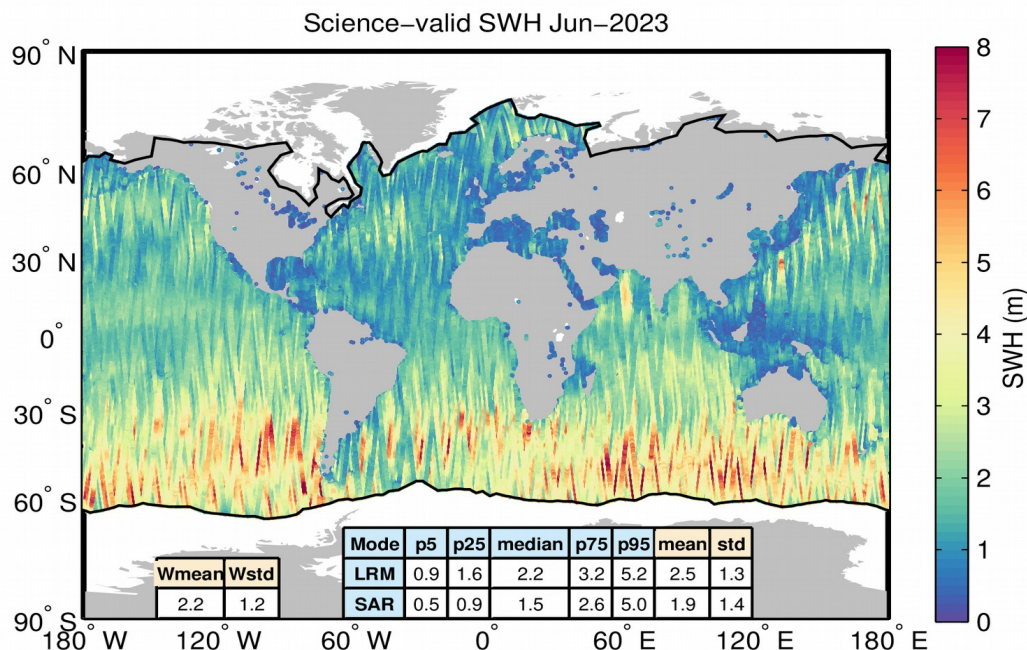 Science−valid SWH Jun−2023
90° N
60° N
30° N
0°
30° S
60° S
90° S
180° W 120° W 60° W 0° 60° E 120° E 180° E
Wmean Wstd
2.2 1.2
Mode p5 p25 median p75 p95 mean std
LRM 0.9 1.6 2.2 3.2 5.2 2.5 1.3
SAR 0.5 0.9 1.5 2.6 5.0 1.9 1.4
8
7
6
5
4
3
2
1
0
SWH (m)